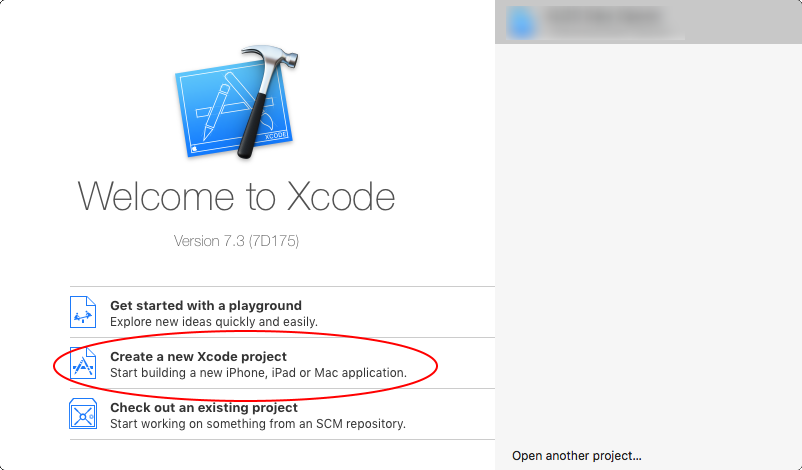 XCODE
Welcome to Xcode
Version 7.3 (7D175)
Get started with a playground
Explore new ideas quickly and easily.
Create a new Xcode project
Start building a new iPhone, iPad or Mac application.
Check out an existing project
Start working on something from an SCM repository.
Open another project...